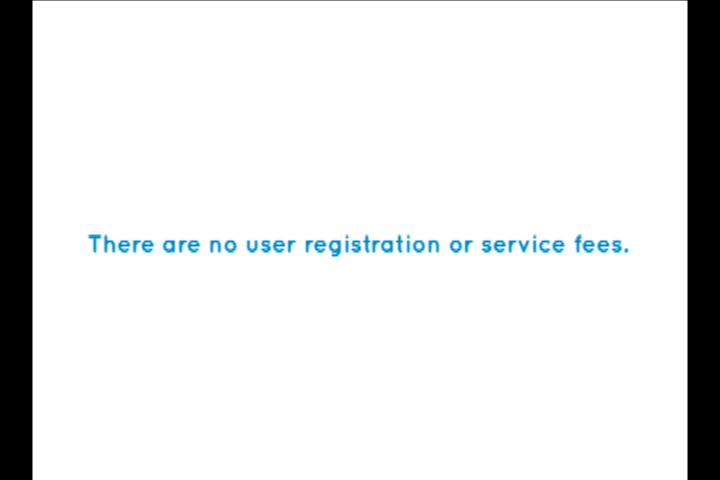 There are no user registration or service fees.